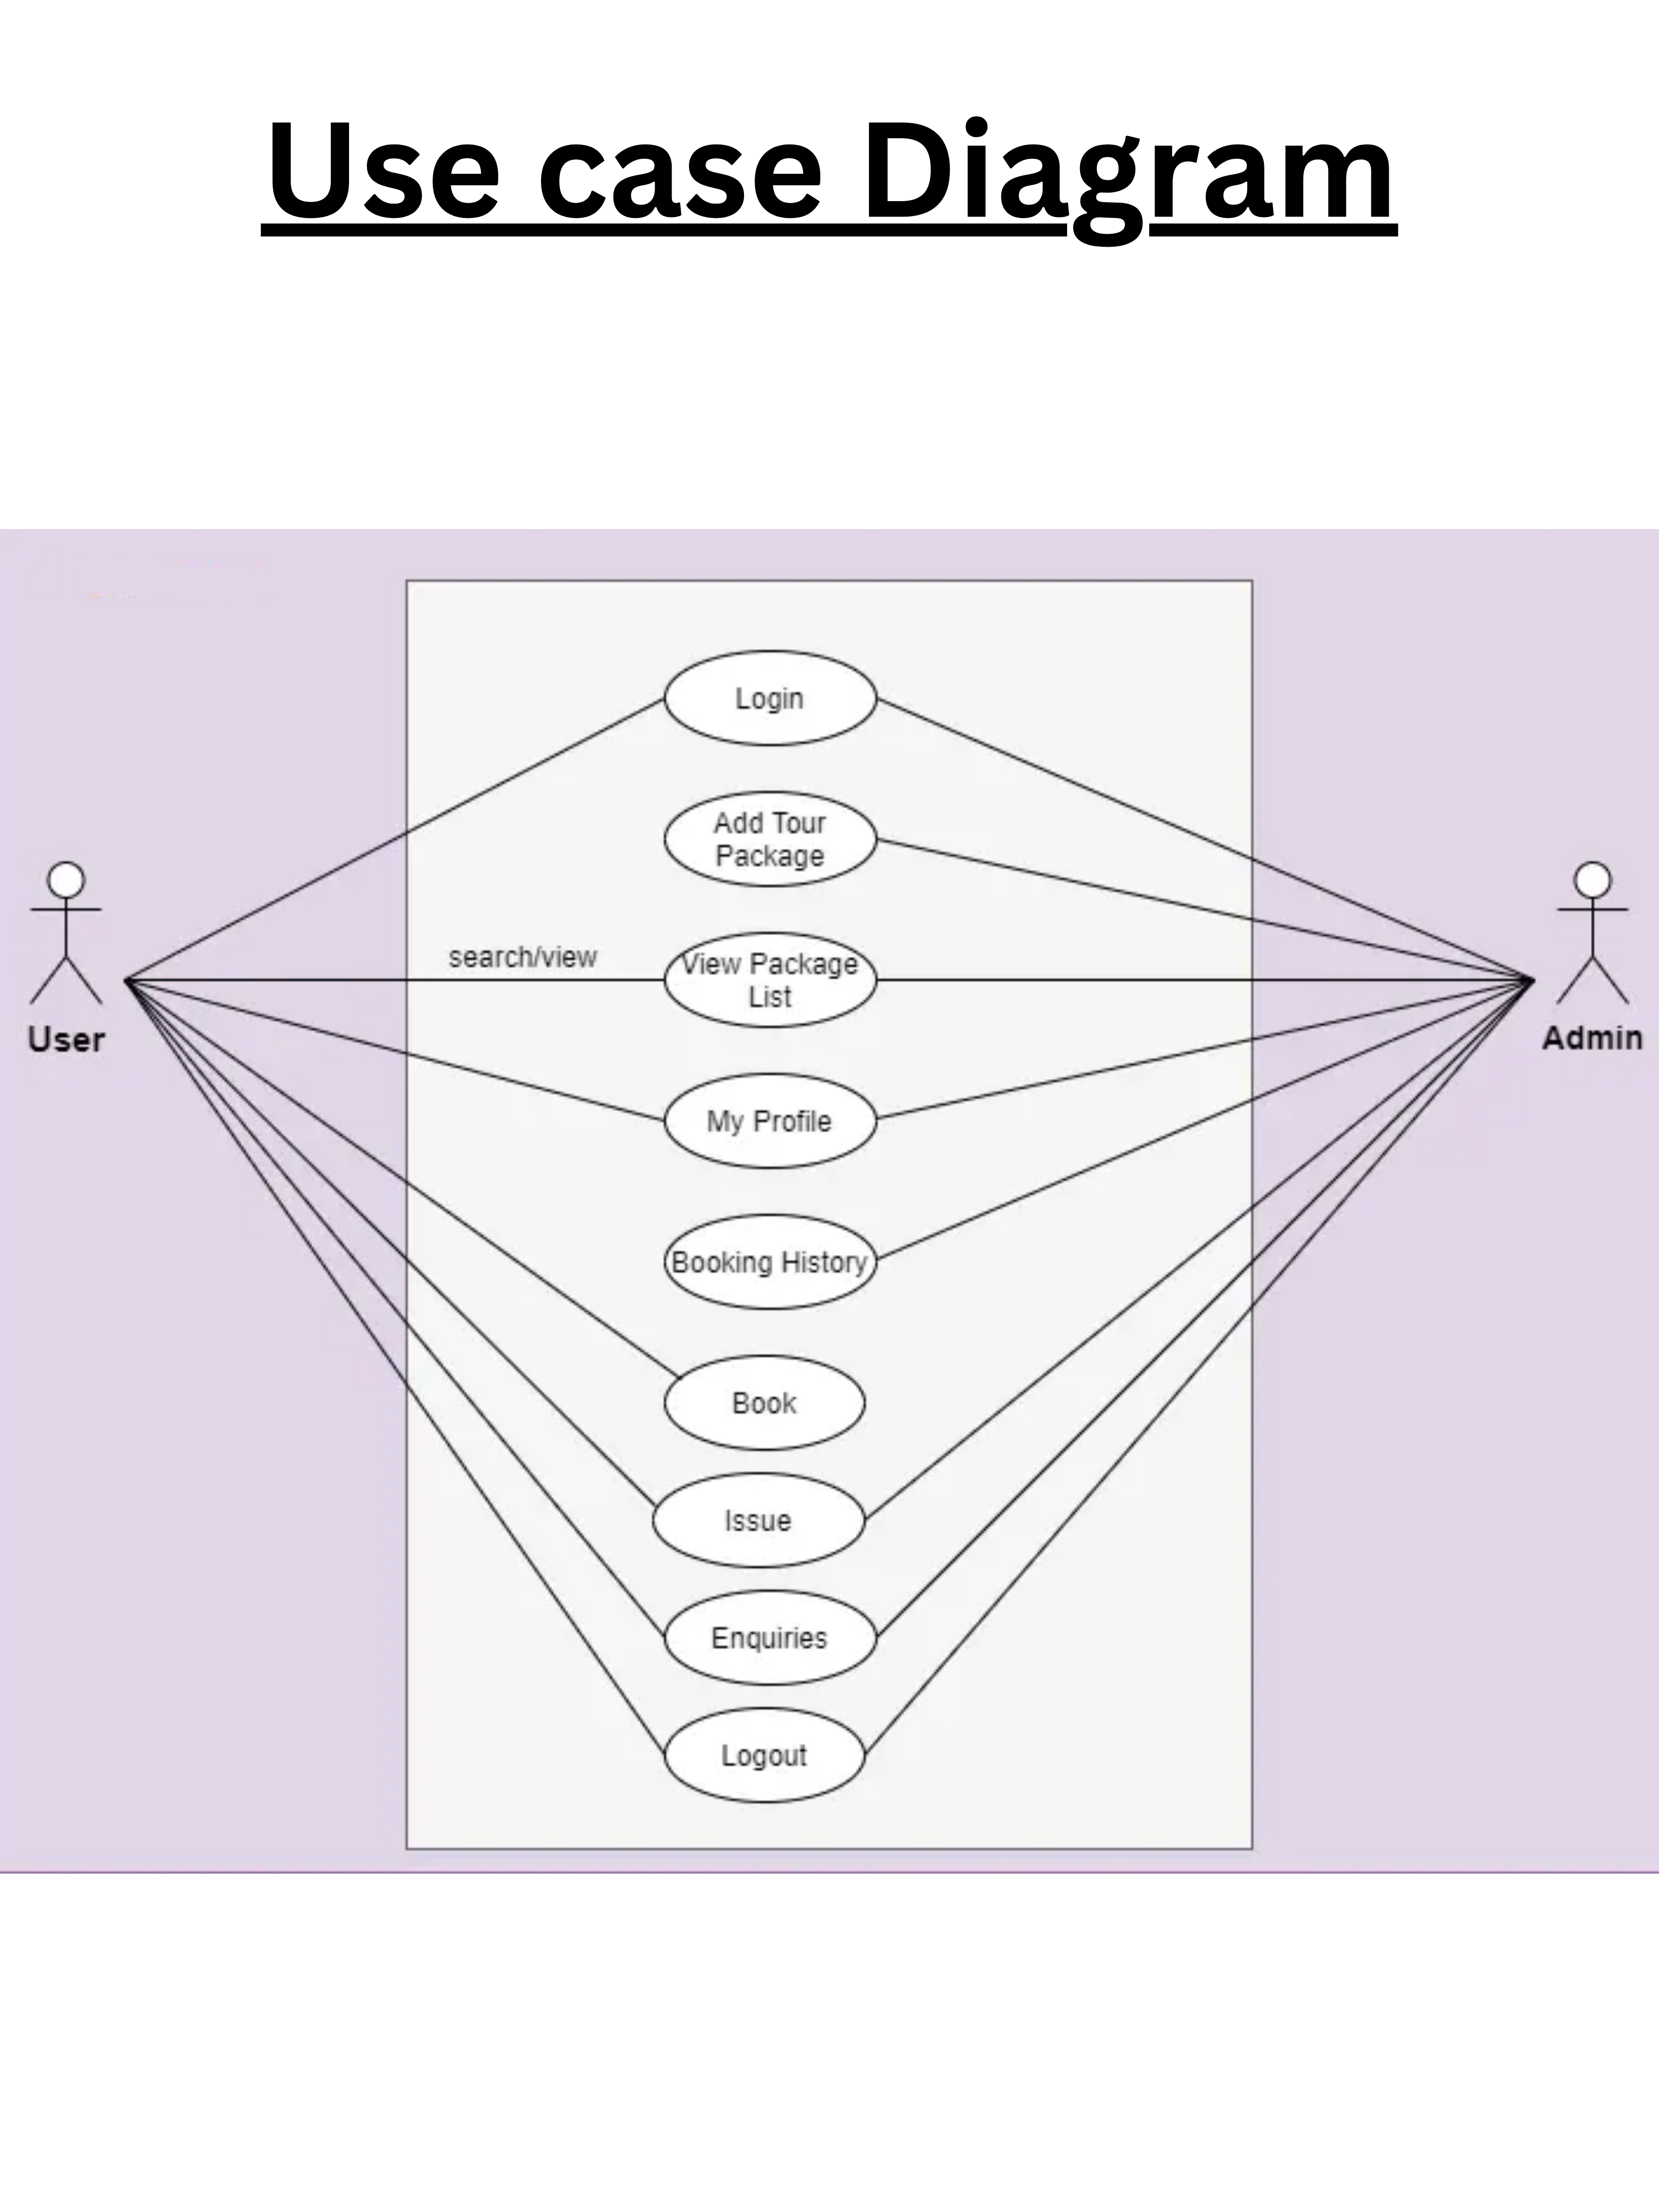 Use case Diagram
Login
Add Tour
Package
search/view
View Package
List
User
Admin
My Profile
Booking History
Book
Issue
Enquiries
Logout